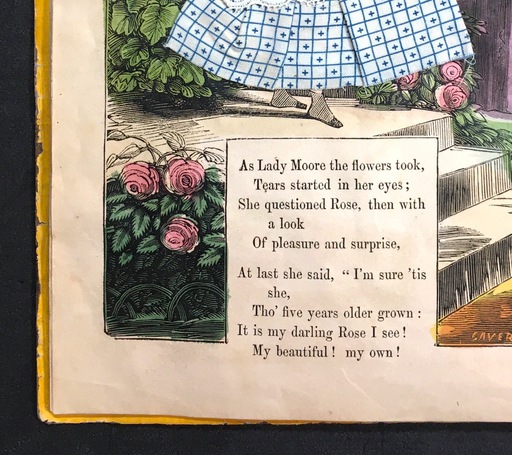 As Lady Moore the flowers took,
Tears started in her eyes;
She questioned Rose, then with
a look
Of pleasure and surprise,
At last she said, “ I'm sure 'tis
she,
Tho' five years older grown :
It is my darling Rose I see!
My beautiful! my own!